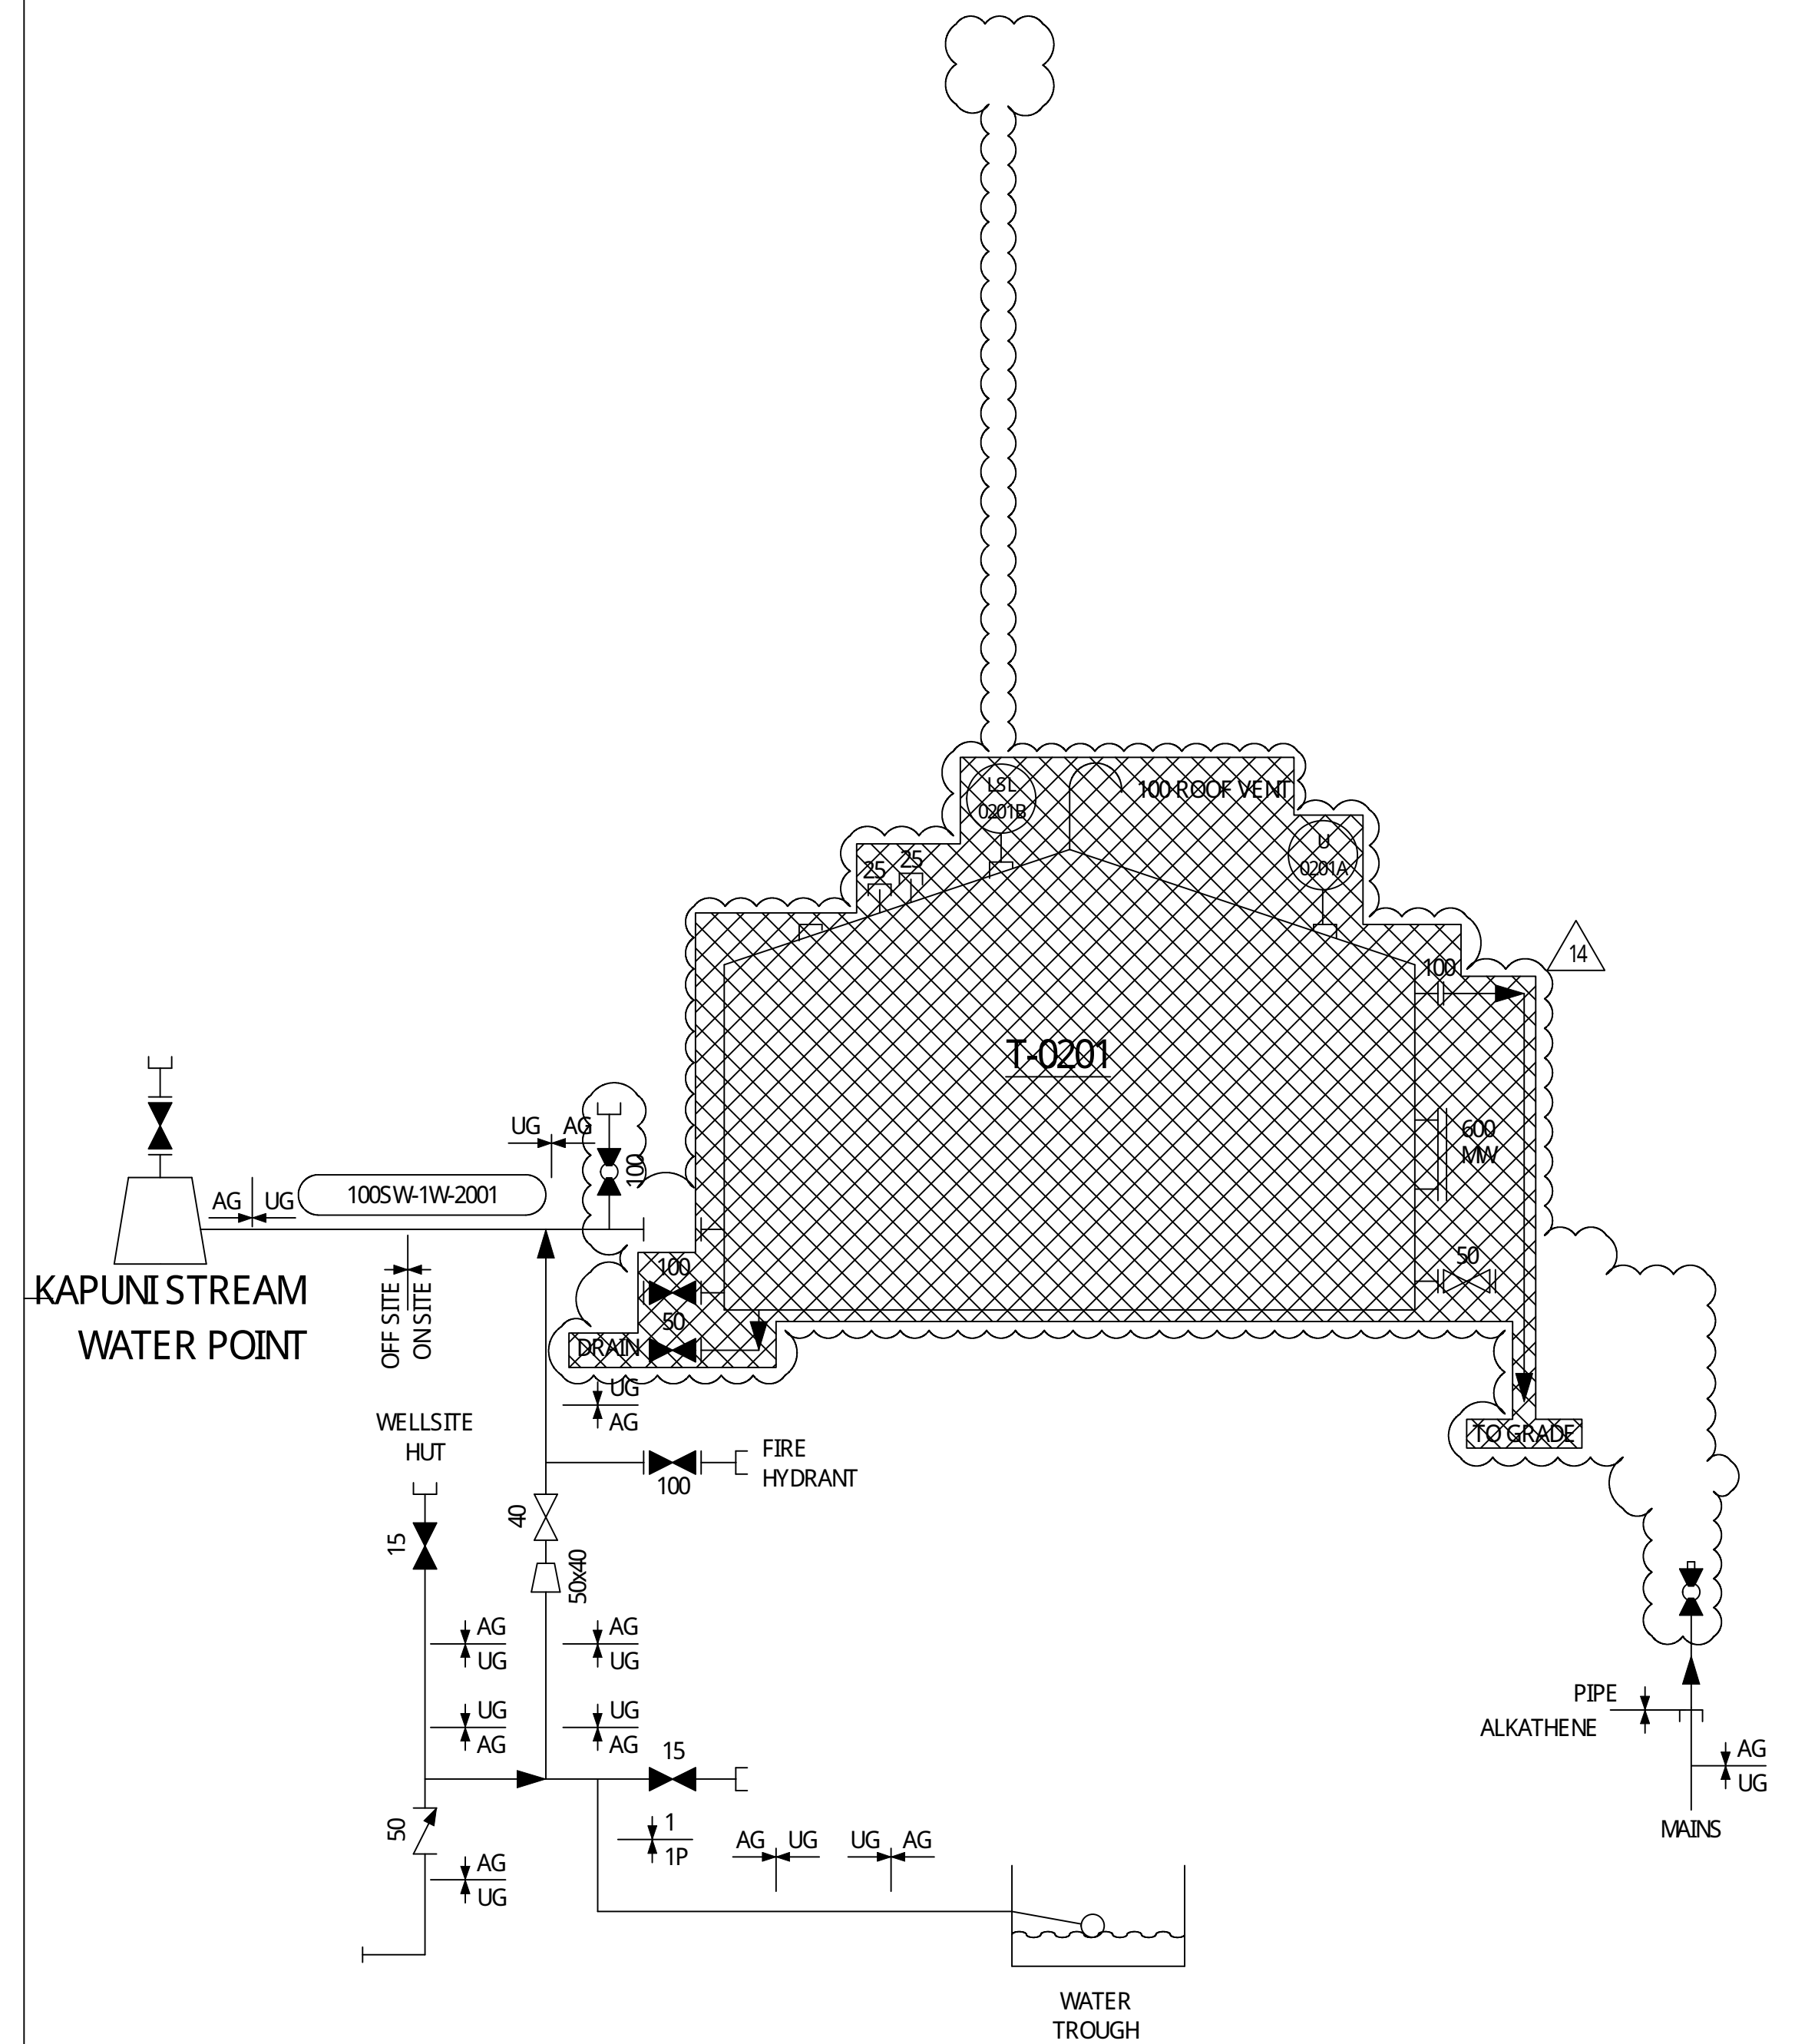 LSL
0201B
100 ROOF VENT
U
0201A
25
25
14
100
T-0201
600
MW
UG
AG
100
AG
UG
100SW-1W-2001
KAPUNI STREAM
WATER POINT
OFF SITE
ON SITE
100
50
50
DRAIN
UG
AG
TO GRADE
WELLSITE
HUT
FIRE
HYDRANT
100
40
15
50x40
AG
UG
AG
UG
UG
AG
UG
AG
PIPE
ALKATHENE
15
AG
UG
50
1
1P
AG
UG
UG
AG
MAINS
AG
UG
WATER
TROUGH